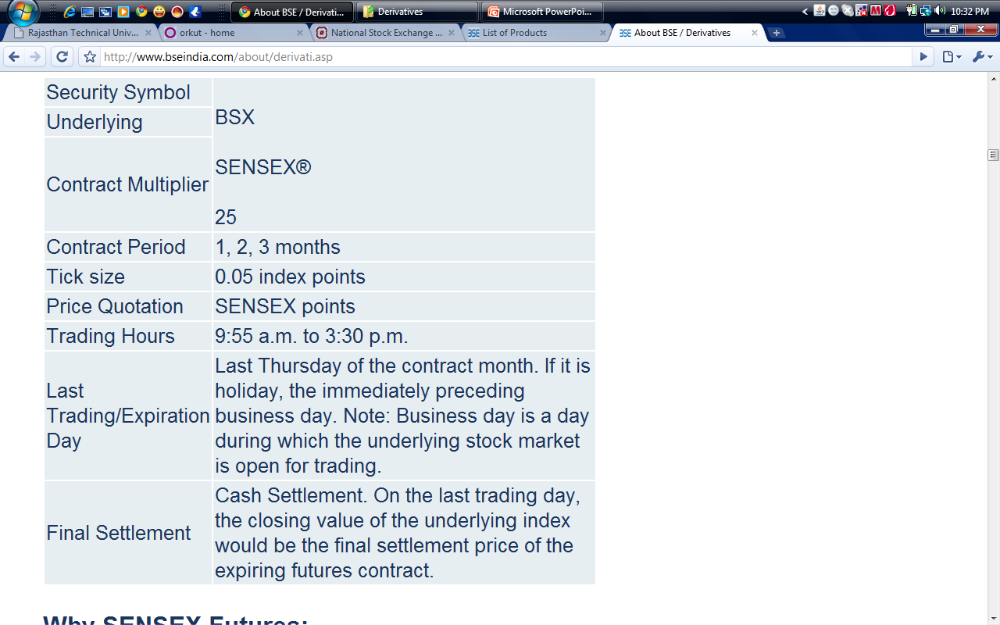 About BSE / Derivati...
Derivatives
Microsoft PowerPoi...
10:32 PM
Rajasthan Technical Univ...
orkut - home
National Stock Exchange ...
List of Products
About BSE / Derivatives
http://www.bseindia.com/about/derivati.asp
Security Symbol
Underlying
Contract Multiplier
BSX
SENSEX®
25
Contract Period
1, 2, 3 months
Tick size
0.05 index points
Price Quotation
SENSEX points
Trading Hours
9:55 a.m. to 3:30 p.m.
Last
Trading/Expiration
Day
Last Thursday of the contract month. If it is
holiday, the immediately preceding
business day. Note: Business day is a day
during which the underlying stock market
is open for trading.
Final Settlement
Cash Settlement. On the last trading day,
the closing value of the underlying index
would be the final settlement price of the
expiring futures contract.
Why SENSEX Futures: